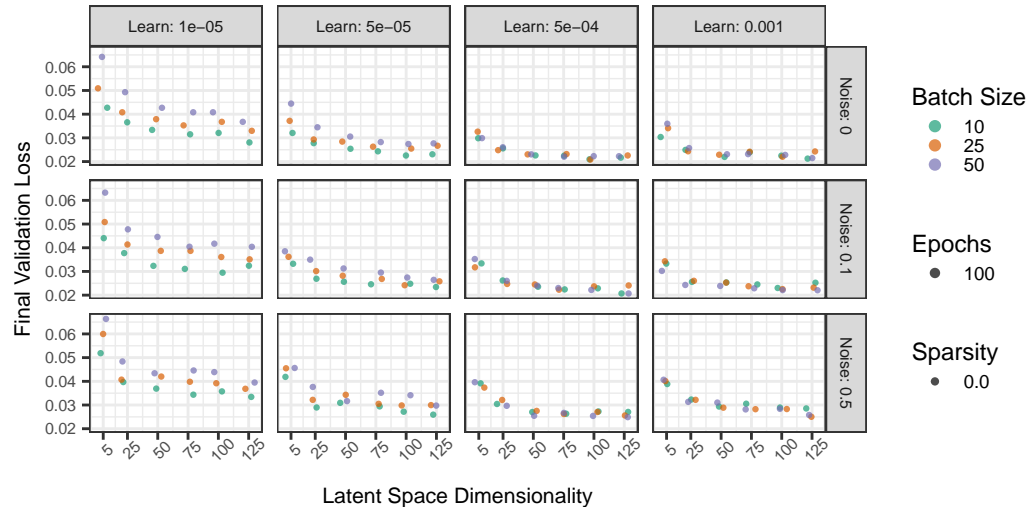 Learn: 1e−05 Learn: 5e−05 Learn: 5e−04 Learn: 0.001
Final Validation Loss
0.06
0.05
0.04
0.03
0.02
Noise: 0
0.06
0.05
0.04
0.03
0.02
Noise: 0.1
0.06
0.05
0.04
0.03
0.02
Noise: 0.5
5 25 50 75 100 125 5 25 50 75 100 125 5 25 50 75 100 125 5 25 50 75 100 125
Latent Space Dimensionality
Batch Size
10
25
50
Epochs
100
Sparsity
0.0